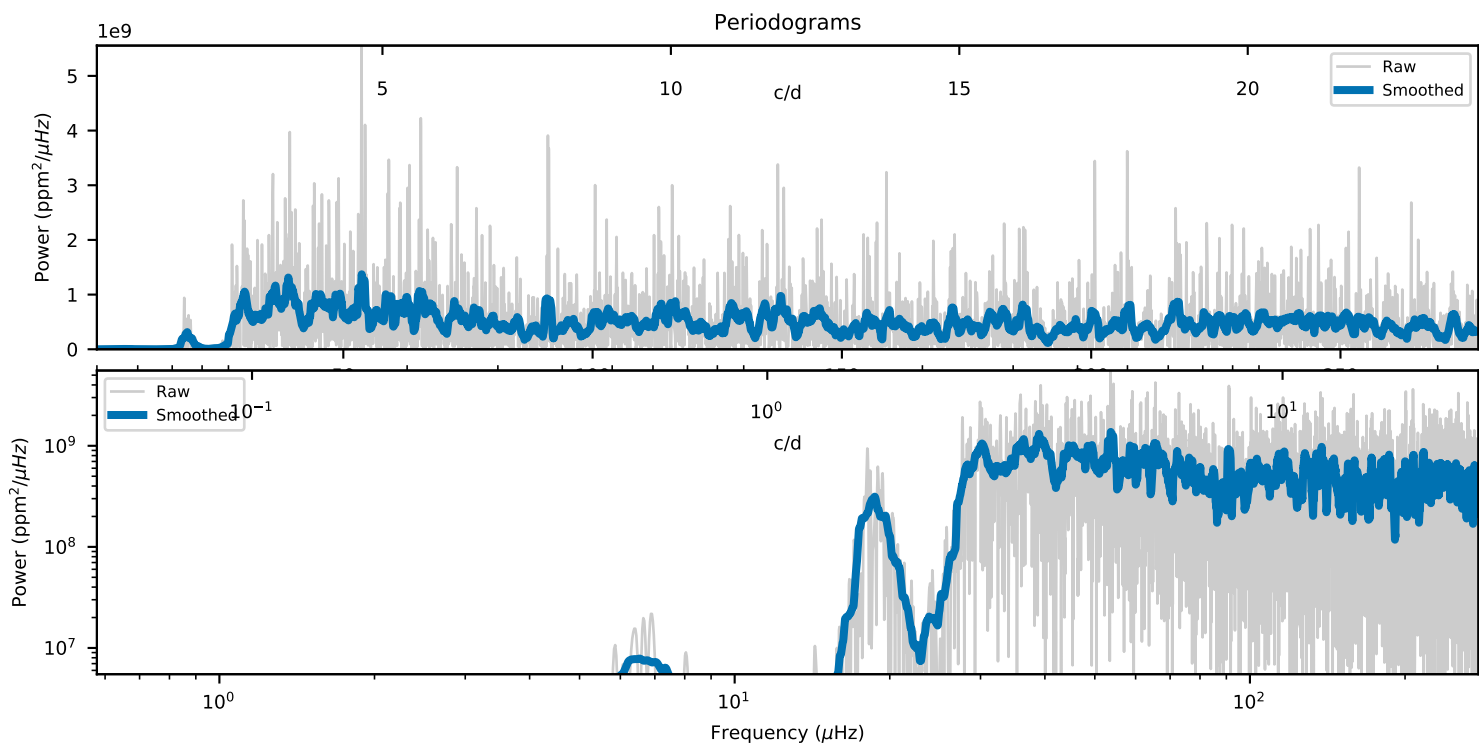 Periodograms
1e9
Power (ppm²/μHz)
5
4
3
2
1
0
5
10
15
20
c/d
Raw
Smoothed
Power (ppm²/μHz)
10⁹
10⁸
10⁷
Raw
Smoothed
10⁻¹
10⁰
10¹
c/d
10⁰
10¹
10²
Frequency (μHz)